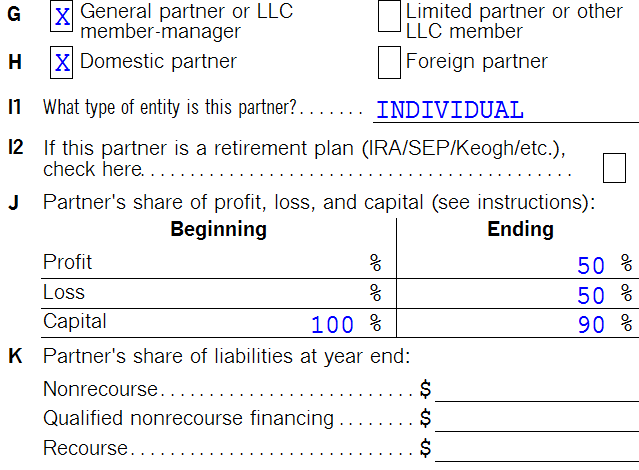 G X General partner or LLC member-manager Limited partner or other LLC member
H X Domestic partner Foreign partner
I1 What type of entity is this partner?....... INDIVIDUAL
I2 If this partner is a retirement plan (IRA/SEP/Keogh/etc.),
check here............................................
J Partner's share of profit, loss, and capital (see instructions):
Beginning Ending
Profit % 50 %
Loss % 50 %
Capital 100 % 90 %
K Partner's share of liabilities at year end:
Nonrecourse.......................... $
Qualified nonrecourse financing ........ $
Recourse............................. $